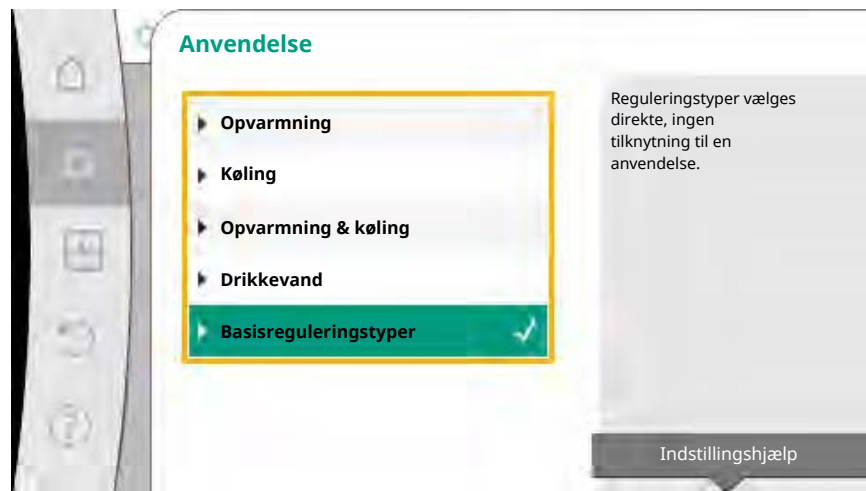 Anvendelse
Opvarmning
Køling
Opvarmning & køling
Drikkevand
Basisreguleringstyper
Reguleringstyper vælges
direkte, ingen
tilknytning til en
anvendelse.
Indstillingshjælp